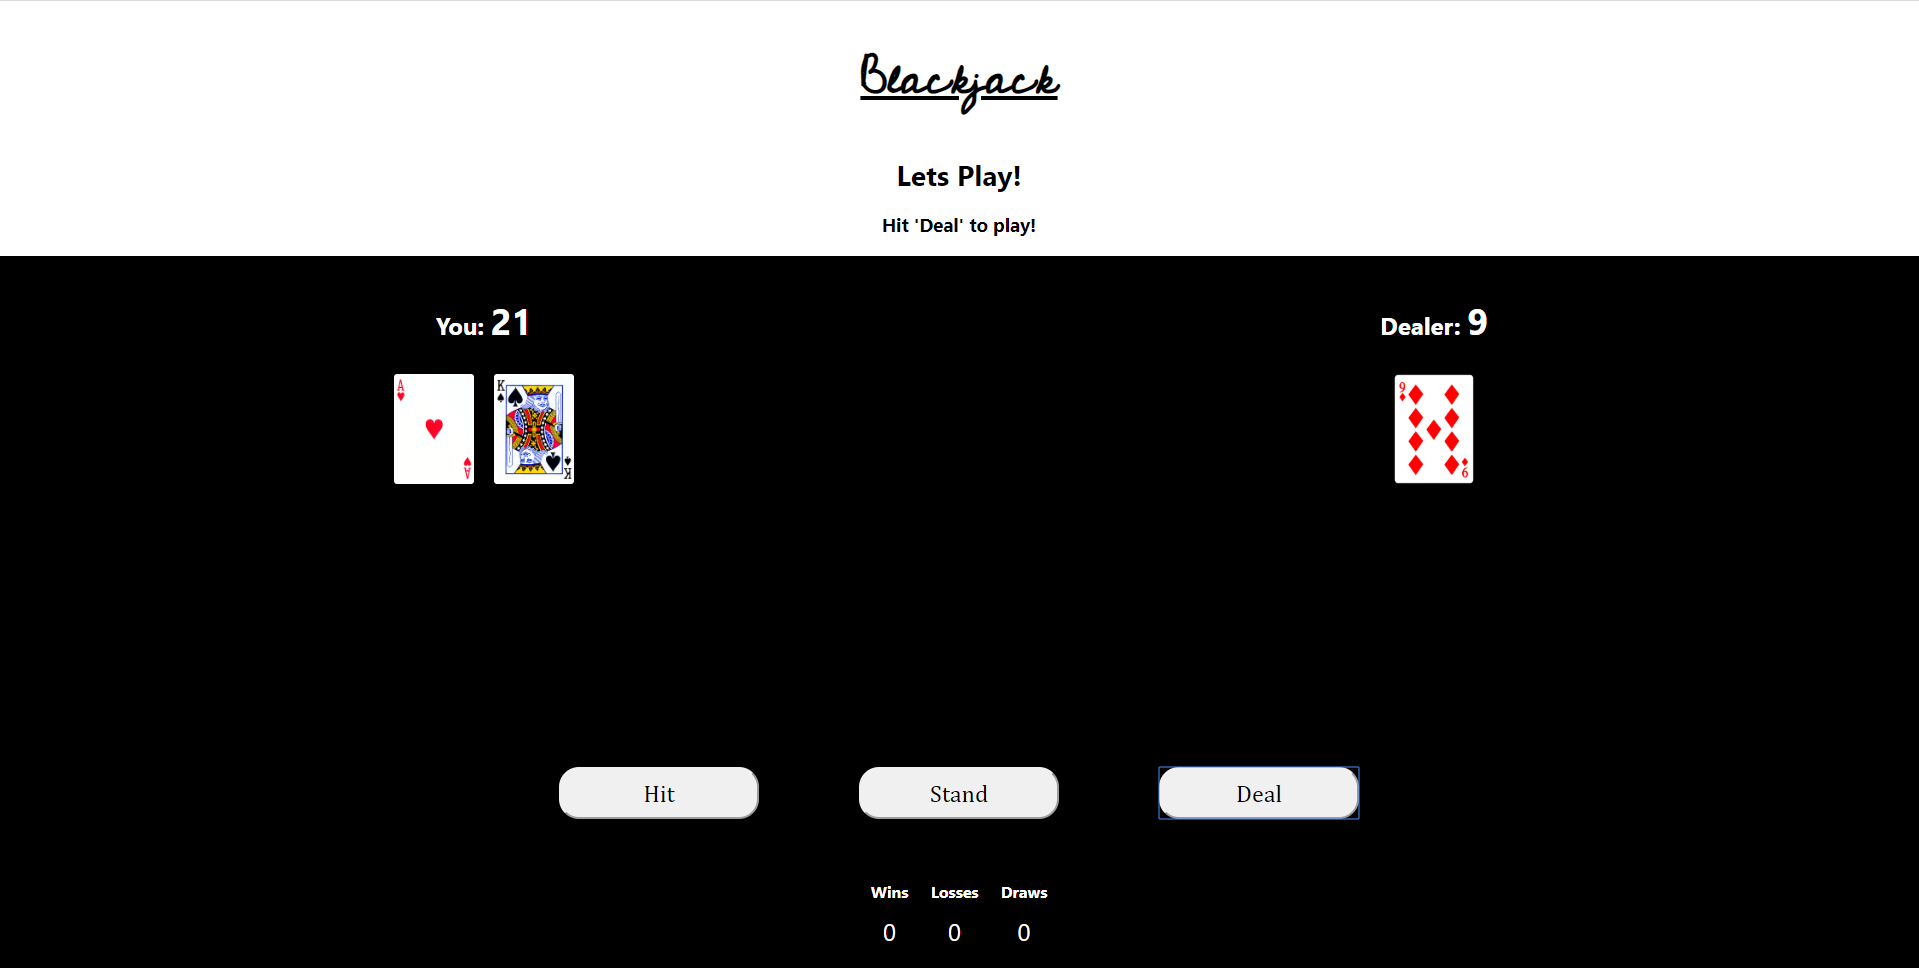 Blackjack
Lets Play!
Hit 'Deal' to play!
You: 21
Dealer: 9
A
A
K
K
9
9
Hit
Stand
Deal
Wins Losses Draws
0 0 0